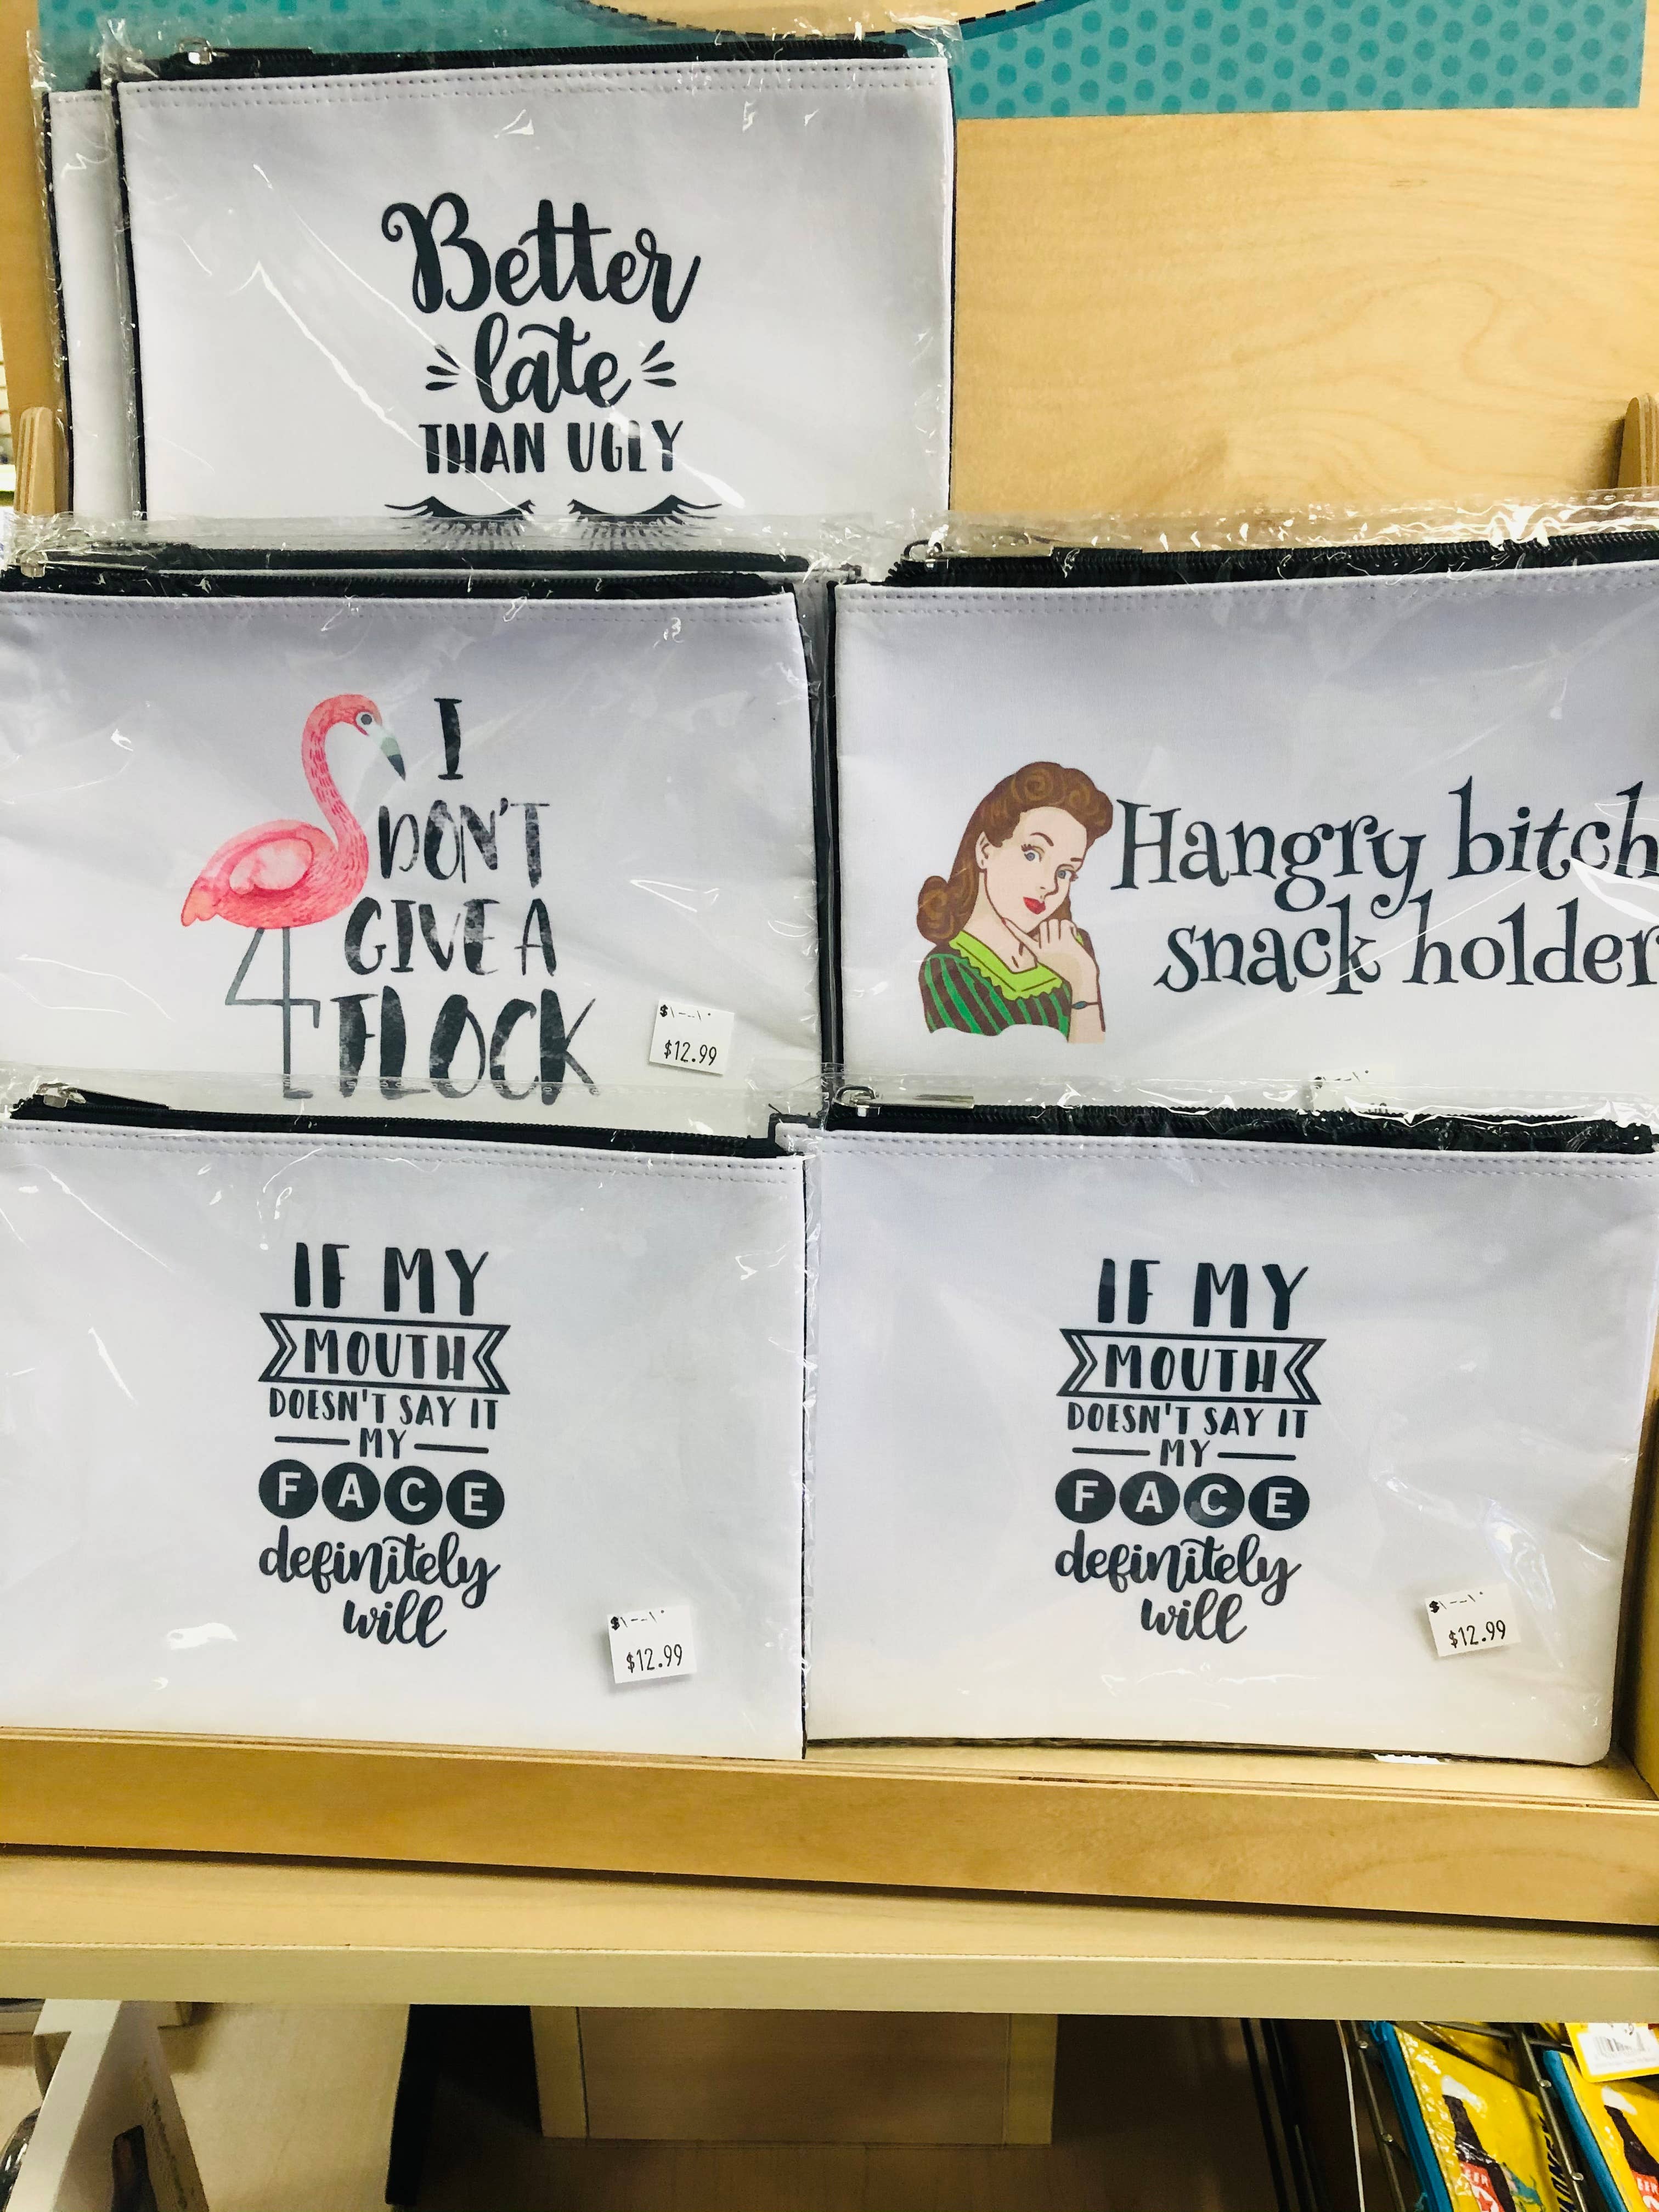 Better
late
THAN UGLY
I
DON'T
GIVE A
FLOCK
$12.99
Hangry bitch
snack holder
IF MY
MOUTH
DOESN'T SAY IT
MY
FACE
definitely
will
$12.99
IF MY
MOUTH
DOESN'T SAY IT
MY
FACE
definitely
will
$12.99